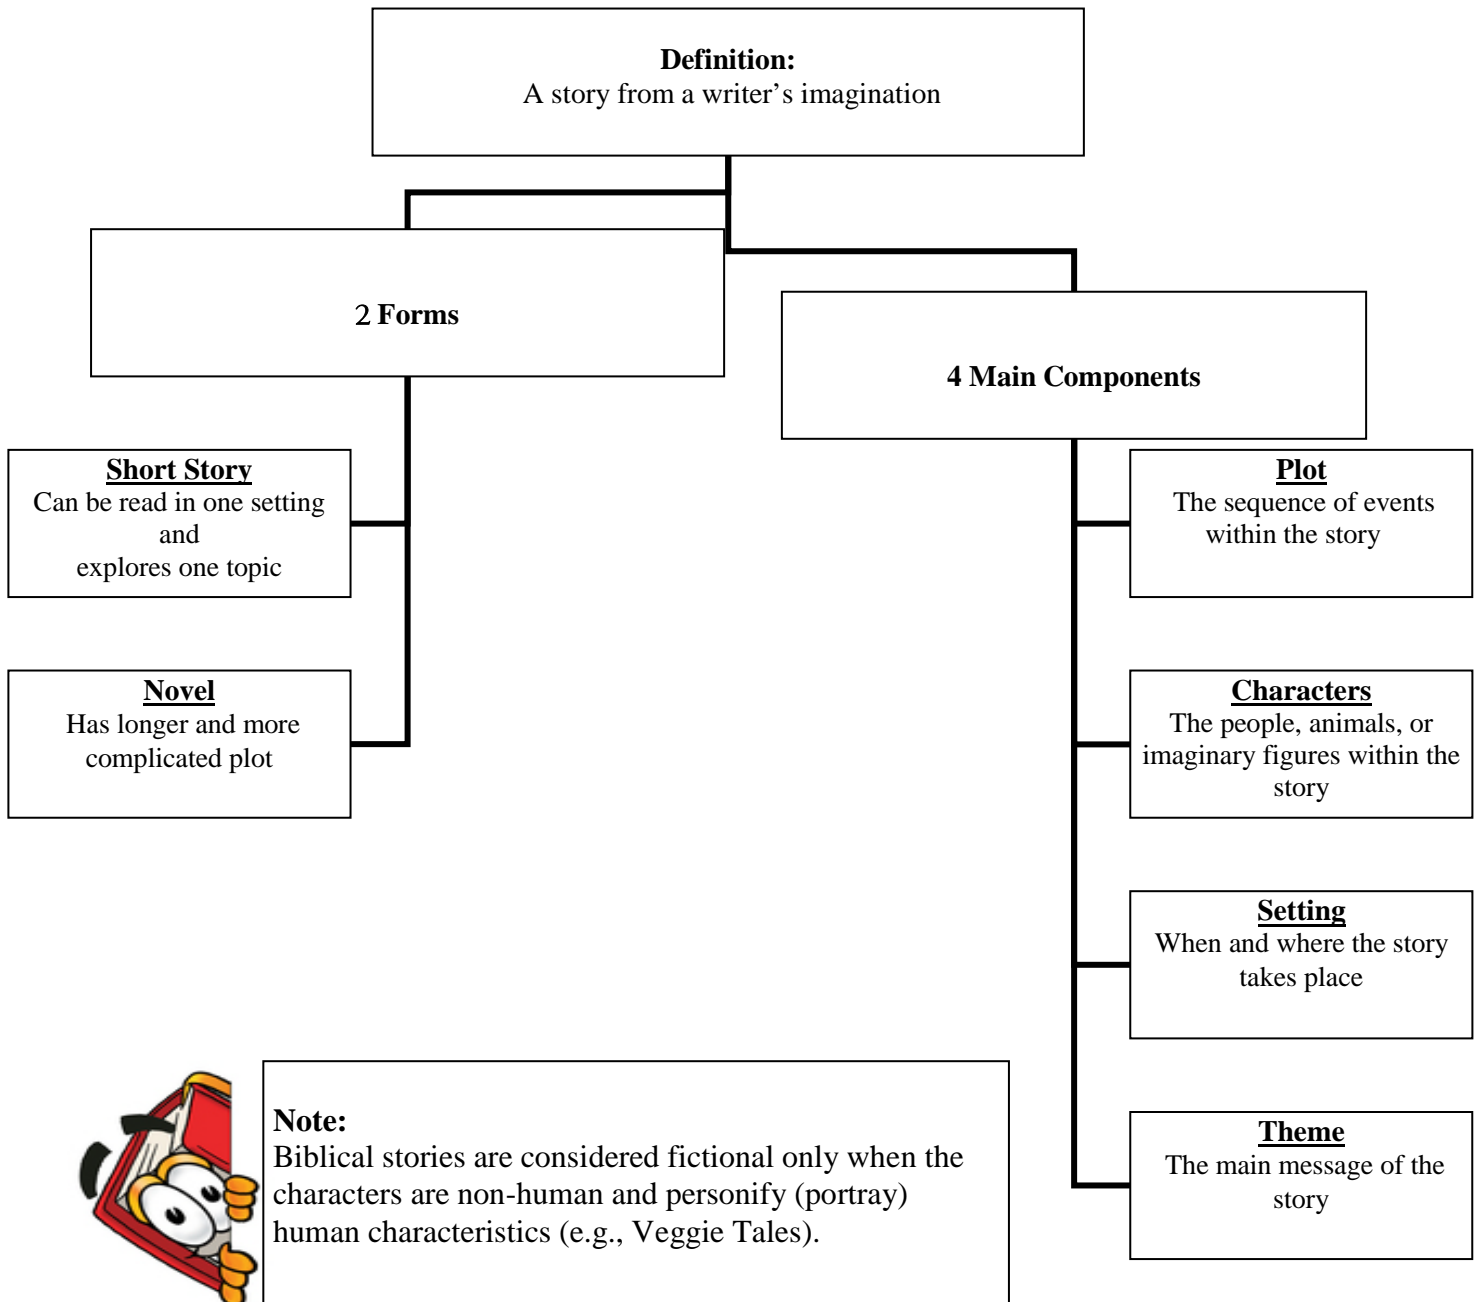 Definition:
A story from a writer’s imagination
2 Forms
4 Main Components
Short Story
Can be read in one setting
and
explores one topic
Novel
Has longer and more
complicated plot
Plot
The sequence of events
within the story
Characters
The people, animals, or
imaginary figures within the
story
Setting
When and where the story
takes place
Theme
The main message of the
story
Note:
Biblical stories are considered fictional only when the
characters are non-human and personify (portray)
human characteristics (e.g., Veggie Tales).